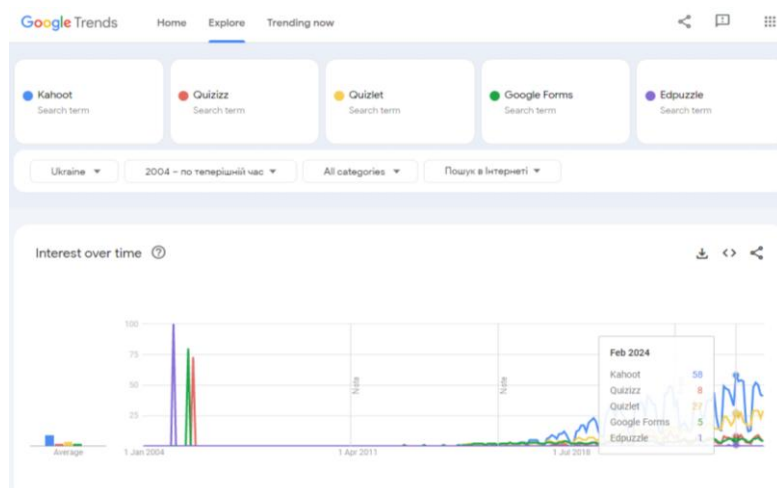 Google Trends Home Explore Trending now
Kahoot
Search term
Quizizz
Search term
Quizlet
Search term
Google Forms
Search term
Edpuzzle
Search term
Ukraine
2004 – по теперішній час
All categories
Пошук в Інтернеті
Interest over time
100
75
50
25
Note
Note
Average
1 Jan 2004
1 Apr 2011
1 Jul 2018
Feb 2024
Kahoot 58
Quizizz 8
Quizlet 27
Google Forms 5
Edpuzzle 1